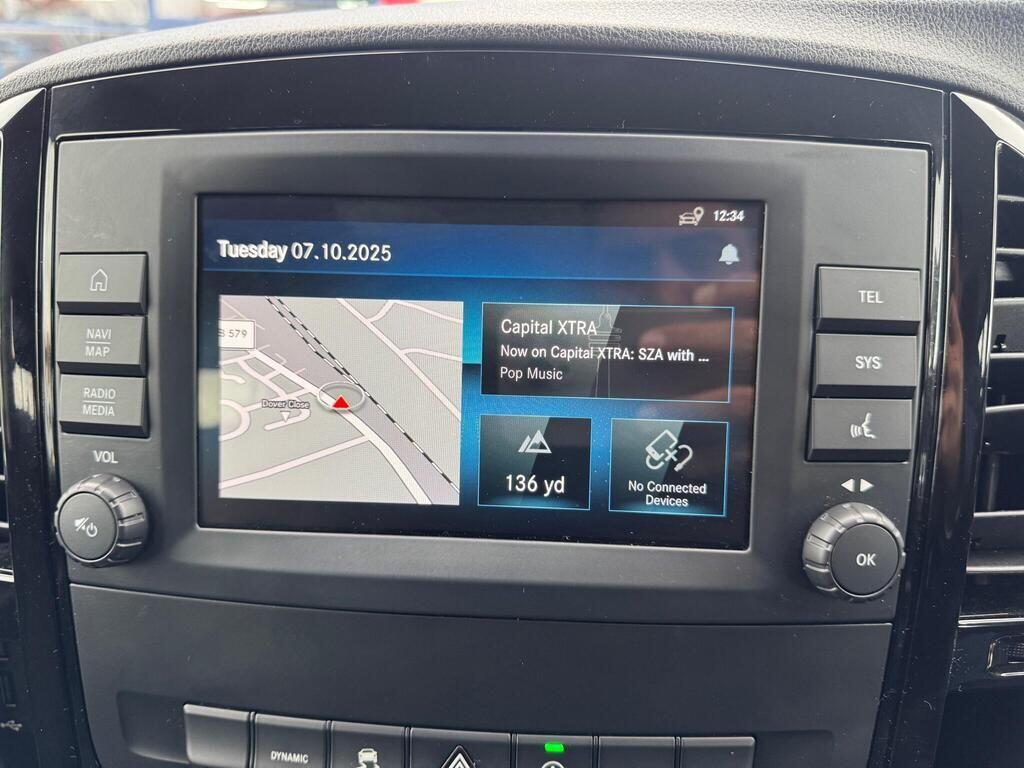 12:34
Tuesday 07.10.2025
579
Dover Close
Capital XTRA
Now on Capital XTRA: SZA with ...
Pop Music
136 yd
No Connected
Devices
NAVI
MAP
RADIO
MEDIA
VOL
TEL
SYS
OK
DYNAMIC